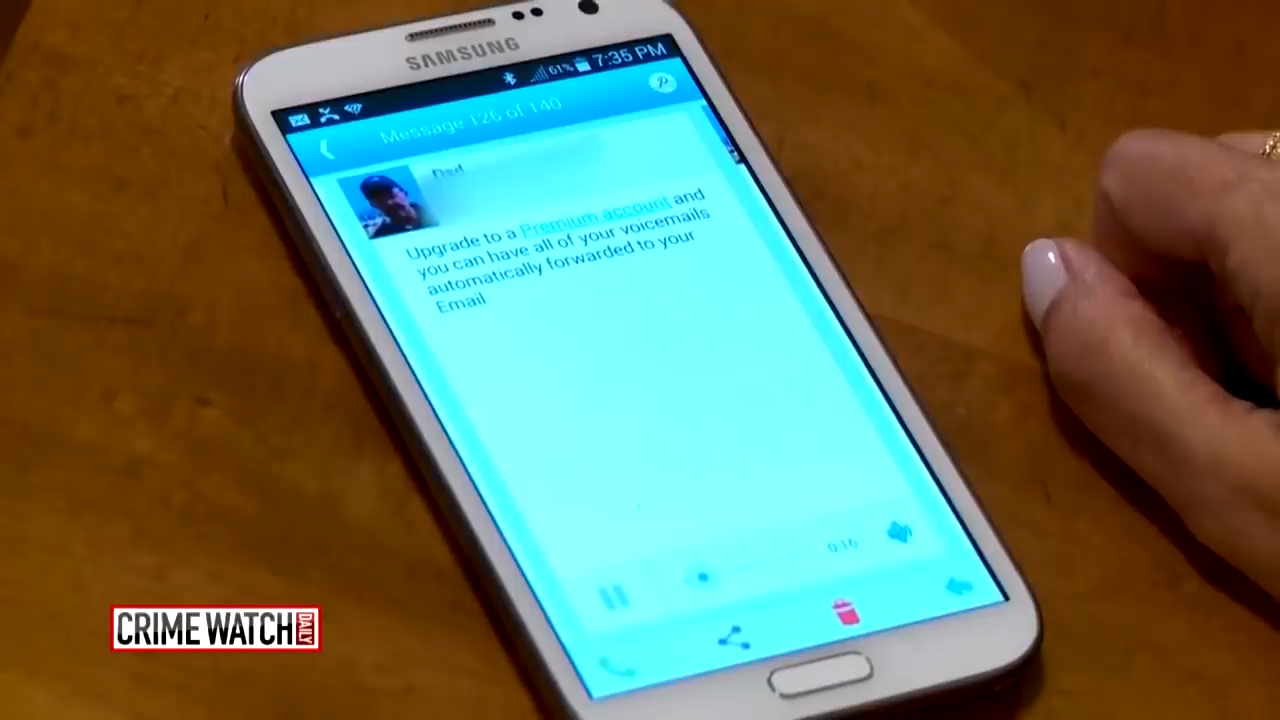 SAMSUNG
61% 7:35 PM
Message 126 of 140
Dad
Upgrade to a Premium account and
you can have all of your voicemails
automatically forwarded to your
Email
0:16
CRIME WATCH DAILY